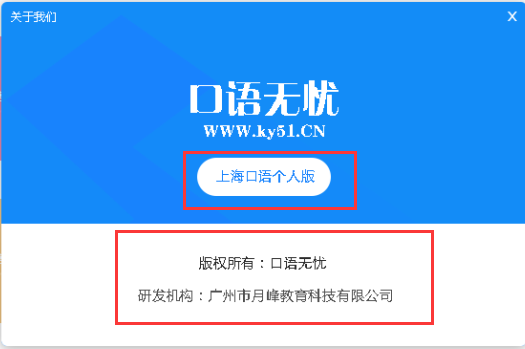 关于我们
X
口语无忧
WWW.ky51.CN
上海口语个人版
版权所有：口语无忧
研发机构：广州市月峰教育科技有限公司